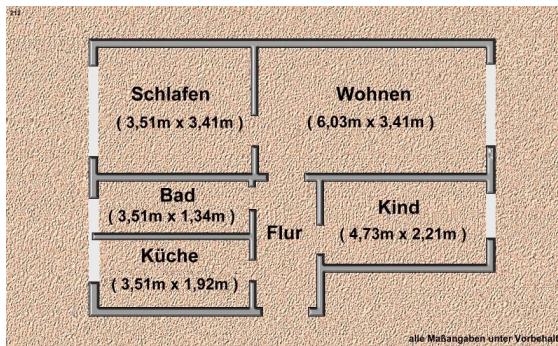 Schlafen
( 3,51m x 3,41m )
Wohnen
( 6,03m x 3,41m )
Bad
( 3,51m x 1,34m )
Kind
( 4,73m x 2,21m )
Flur
Küche
( 3,51m x 1,92m )
alle Maßangaben unter Vorbehalt